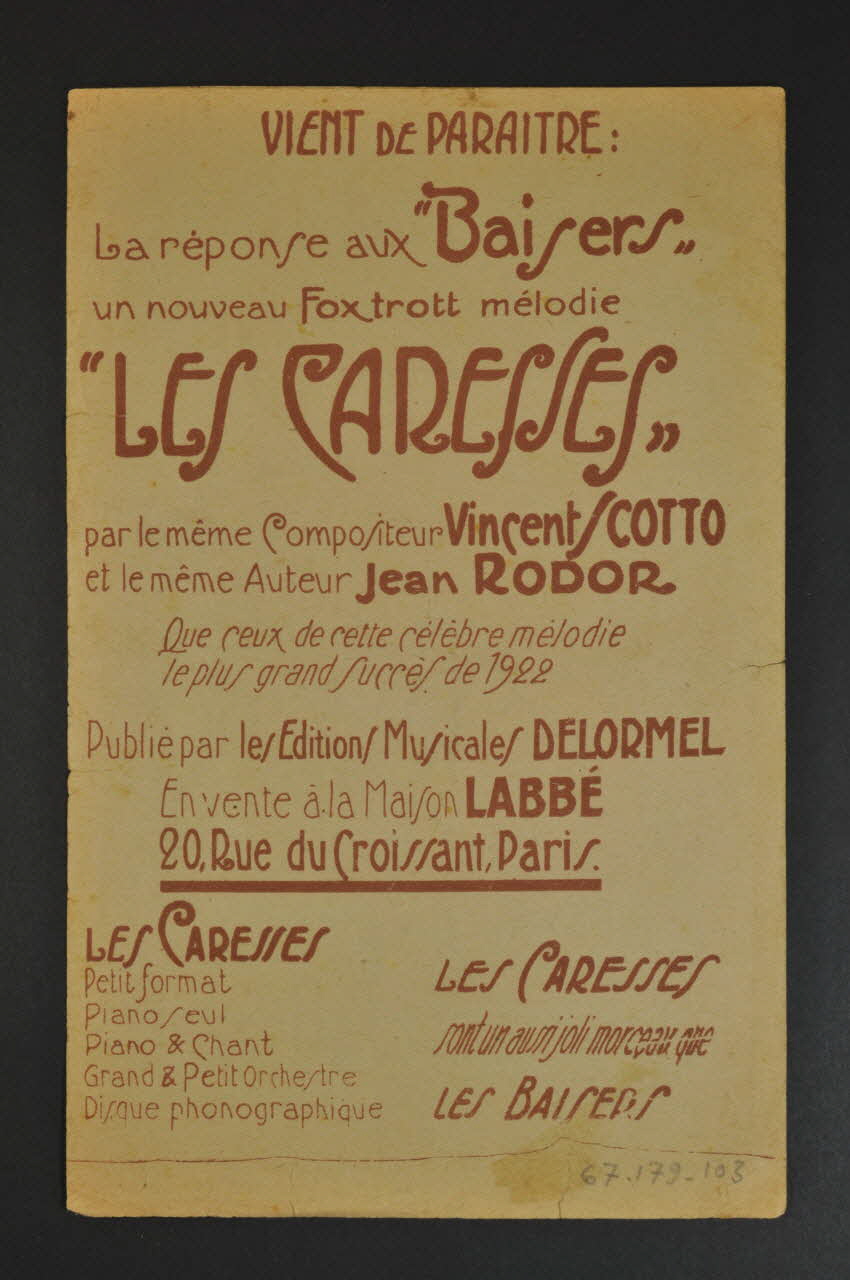 VIENT DE PARAITRE :
La réponse aux "Baisers"
un nouveau Foxtrott mélodie
"LES CARESSES"
par le même Compositeur Vincent SCOTTO
et le même Auteur Jean RODOR
Que ceux de cette célèbre mélodie
le plus grand succès de 1922
Publié par les Editions Musicales DELORMEL
En vente à la Maison LABBÉ
20, Rue du Croissant, Paris.
LES CARESSES
Petit format
Piano seul
Piano & Chant
Grand & Petit Orchestre
Disque phonographique
LES CARESSES
sont un aussi joli morceau que
LES BAISERS
67.179.103